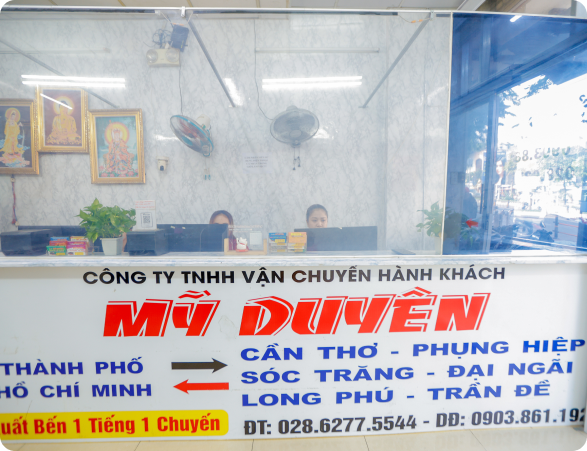 CÔNG TY TNHH VẬN CHUYỂN HÀNH KHÁCH
MỸ DUYÊN
THÀNH PHỐ
HỒ CHÍ MINH
CẦN THƠ - PHỤNG HIỆP
SÓC TRĂNG - ĐẠI NGÃI
LONG PHÚ - TRẦN ĐỀ
uất Bến 1 Tiếng 1 Chuyến
ĐT: 028.6277.5544 - DĐ: 0903.861.192